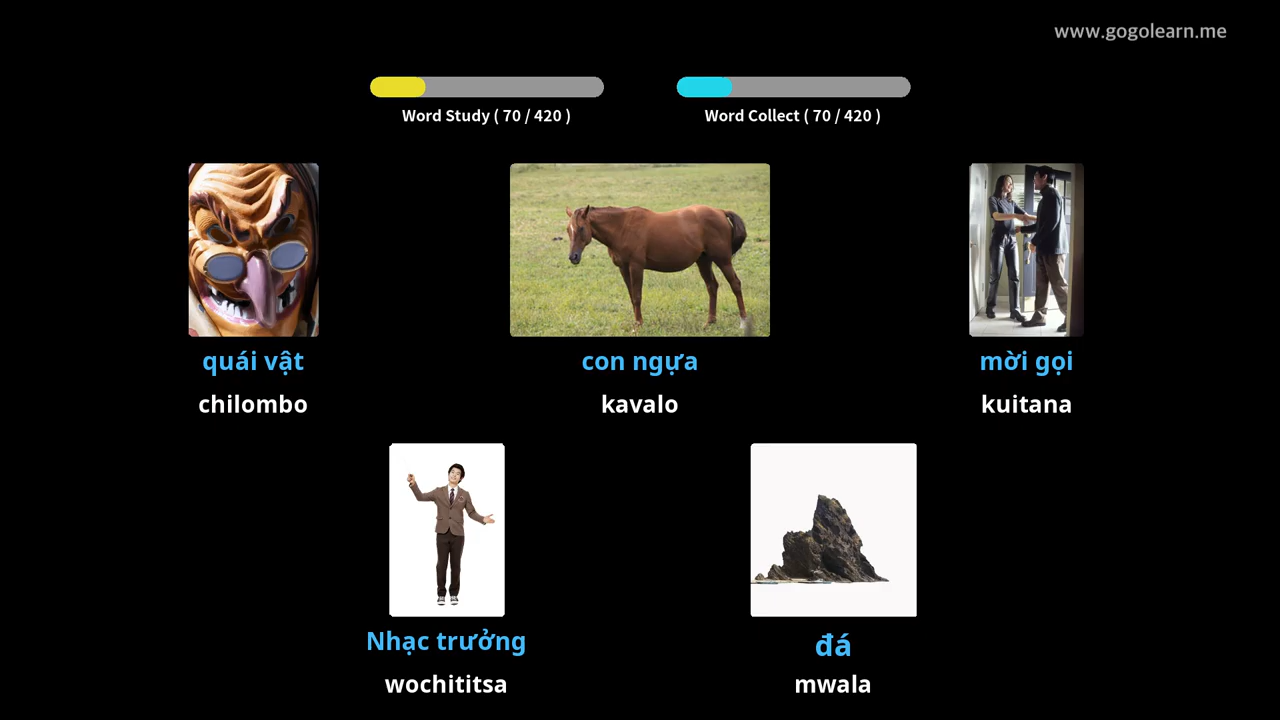 www.gogolearn.me
Word Study ( 70 / 420 )
Word Collect ( 70 / 420 )
quái vật
chilombo
con ngựa
kavalo
mời gọi
kuitana
Nhạc trưởng
wochititsa
đá
mwala